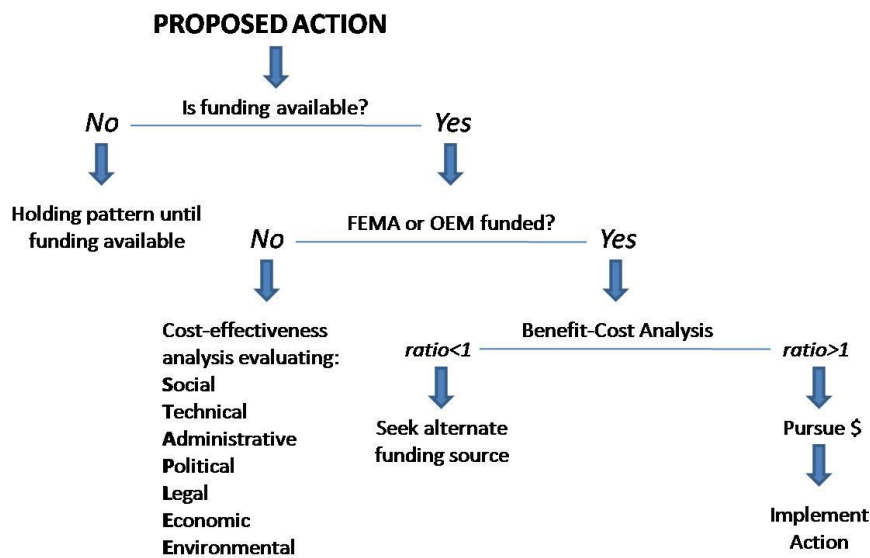 PROPOSED ACTION
Is funding available?
No
Yes
Holding pattern until
funding available
FEMA or OEM funded?
No
Yes
Cost-effectiveness
analysis evaluating:
Social
Technical
Administrative
Political
Legal
Economic
Environmental
Benefit-Cost Analysis
ratio<1
ratio>1
Seek alternate
funding source
Pursue $
Implement
Action